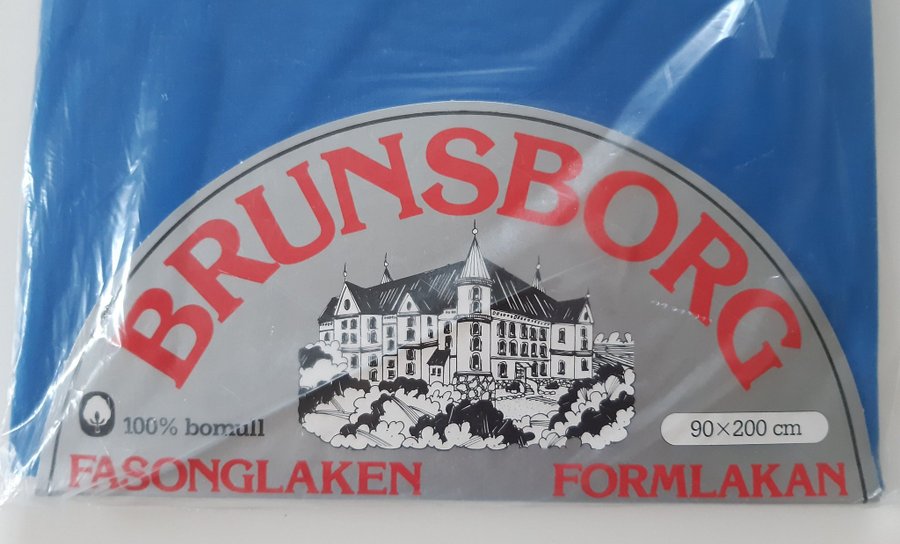 BRUNSBORG
100% bomull
90×200 cm
FASONGLAKEN
FORMLAKAN